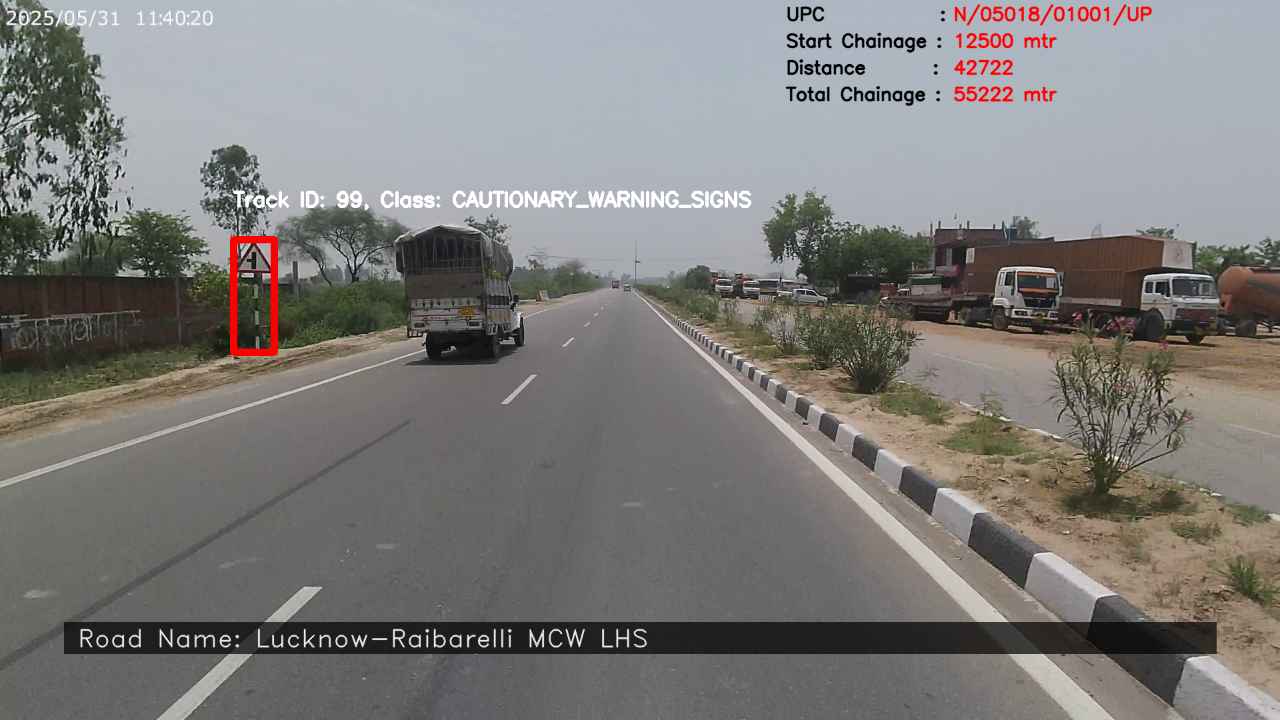 2025/05/31 11:40:20
UPC : N/05018/01001/UP
Start Chainage : 12500 mtr
Distance : 42722
Total Chainage : 55222 mtr
Track ID: 99, Class: CAUTIONARY_WARNING_SIGNS
Road Name: Lucknow-Raibarelli MCW LHS